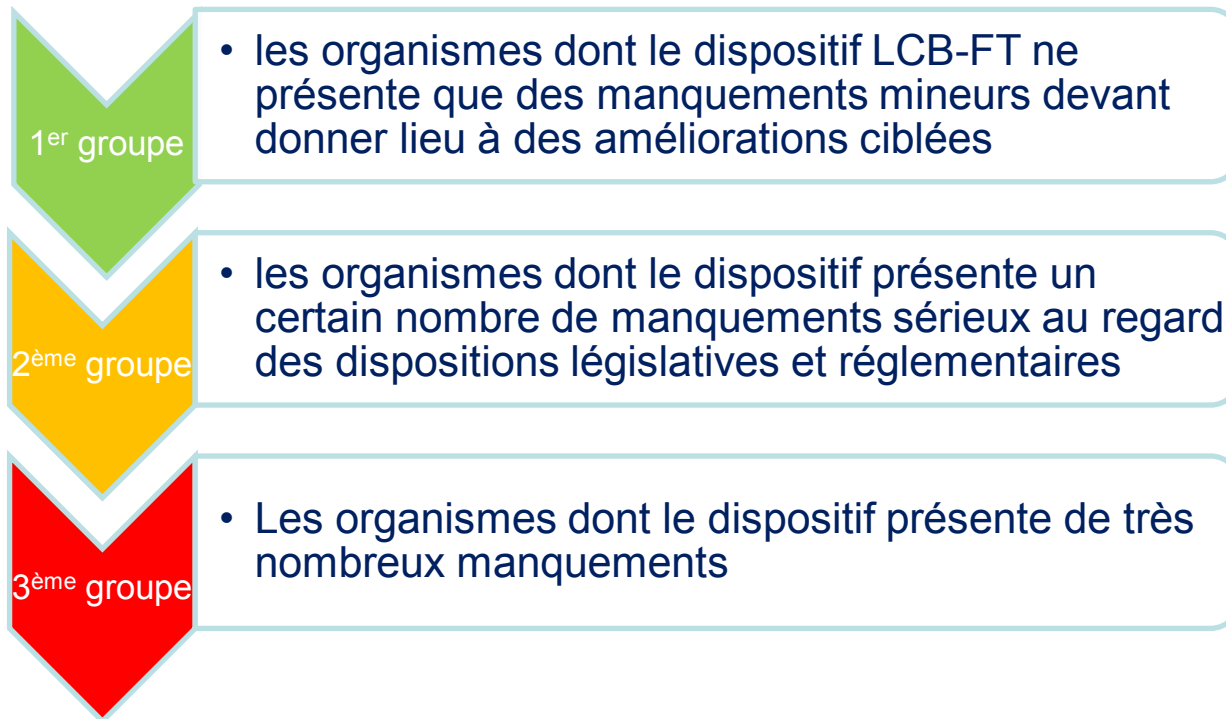 1er groupe
• les organismes dont le dispositif LCB-FT ne
présente que des manquements mineurs devant
donner lieu à des améliorations ciblées
2ème groupe
• les organismes dont le dispositif présente un
certain nombre de manquements sérieux au regard
des dispositions législatives et réglementaires
3ème groupe
• Les organismes dont le dispositif présente de très
nombreux manquements